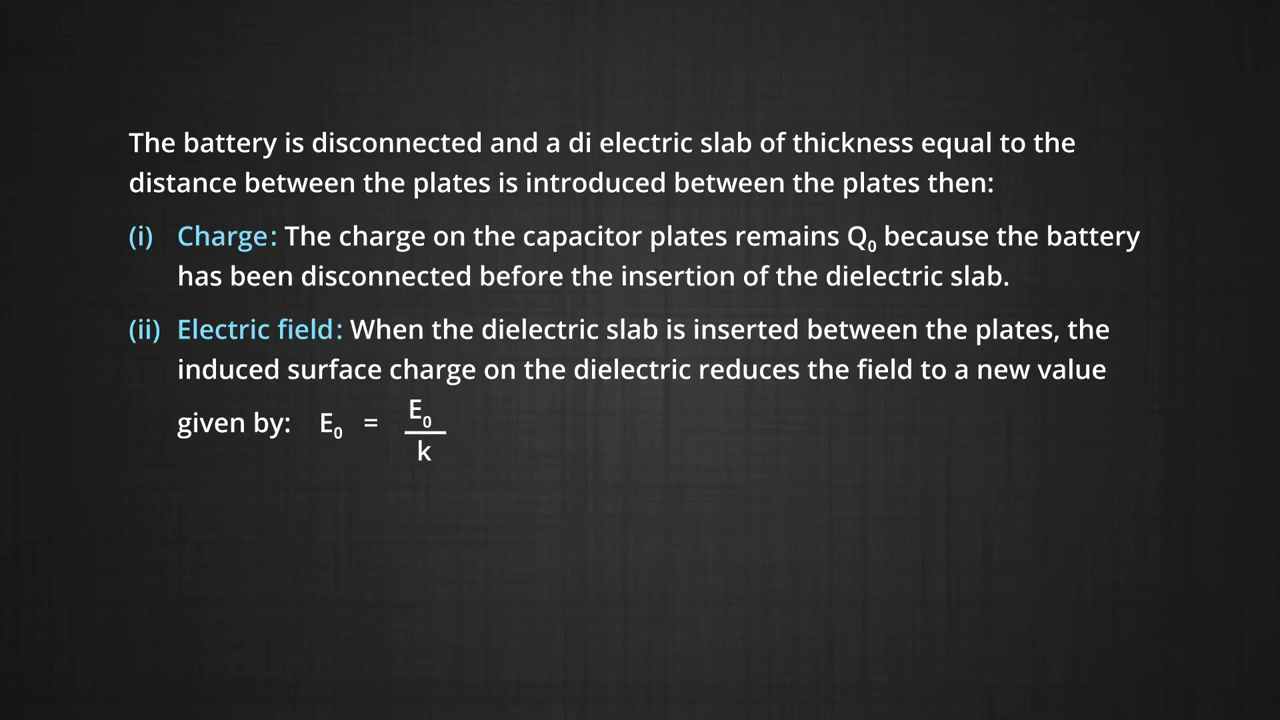 The battery is disconnected and a di electric slab of thickness equal to the
distance between the plates is introduced between the plates then:
(i) Charge: The charge on the capacitor plates remains Q₀ because the battery
has been disconnected before the insertion of the dielectric slab.
(ii) Electric field: When the dielectric slab is inserted between the plates, the
induced surface charge on the dielectric reduces the field to a new value
given by: E₀ = E₀/k